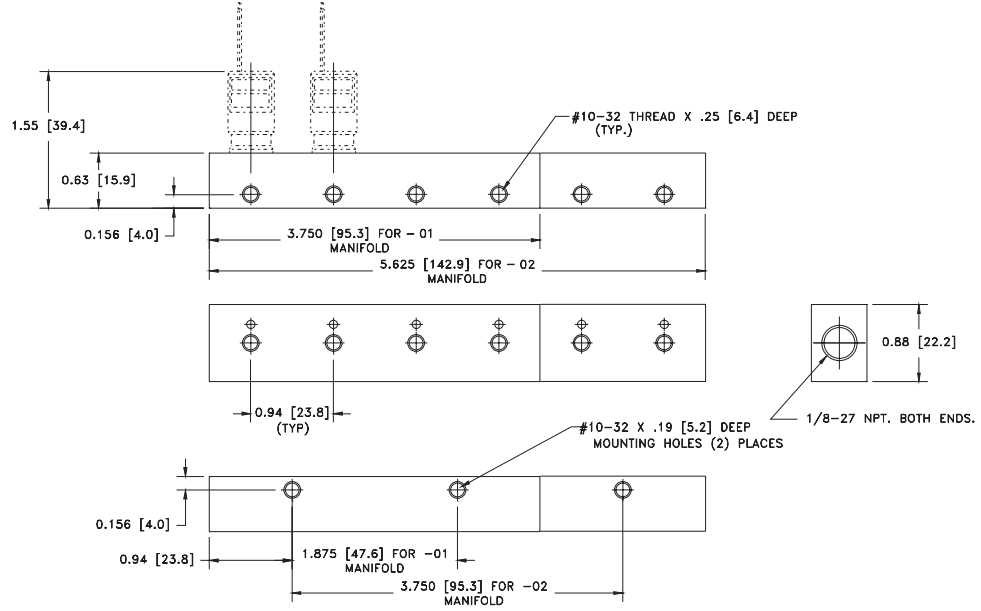 1.55 [39.4]
#10-32 THREAD X .25 [6.4] DEEP
(TYP.)
0.63 [15.9]
0.156 [4.0]
3.750 [95.3] FOR -01
MANIFOLD
5.625 [142.9] FOR -02
MANIFOLD
0.88 [22.2]
0.94 [23.8]
(TYP)
1/8-27 NPT. BOTH ENDS.
#10-32 X .19 [5.2] DEEP
MOUNTING HOLES (2) PLACES
0.156 [4.0]
0.94 [23.8]
1.875 [47.6] FOR -01
MANIFOLD
3.750 [95.3] FOR -02
MANIFOLD